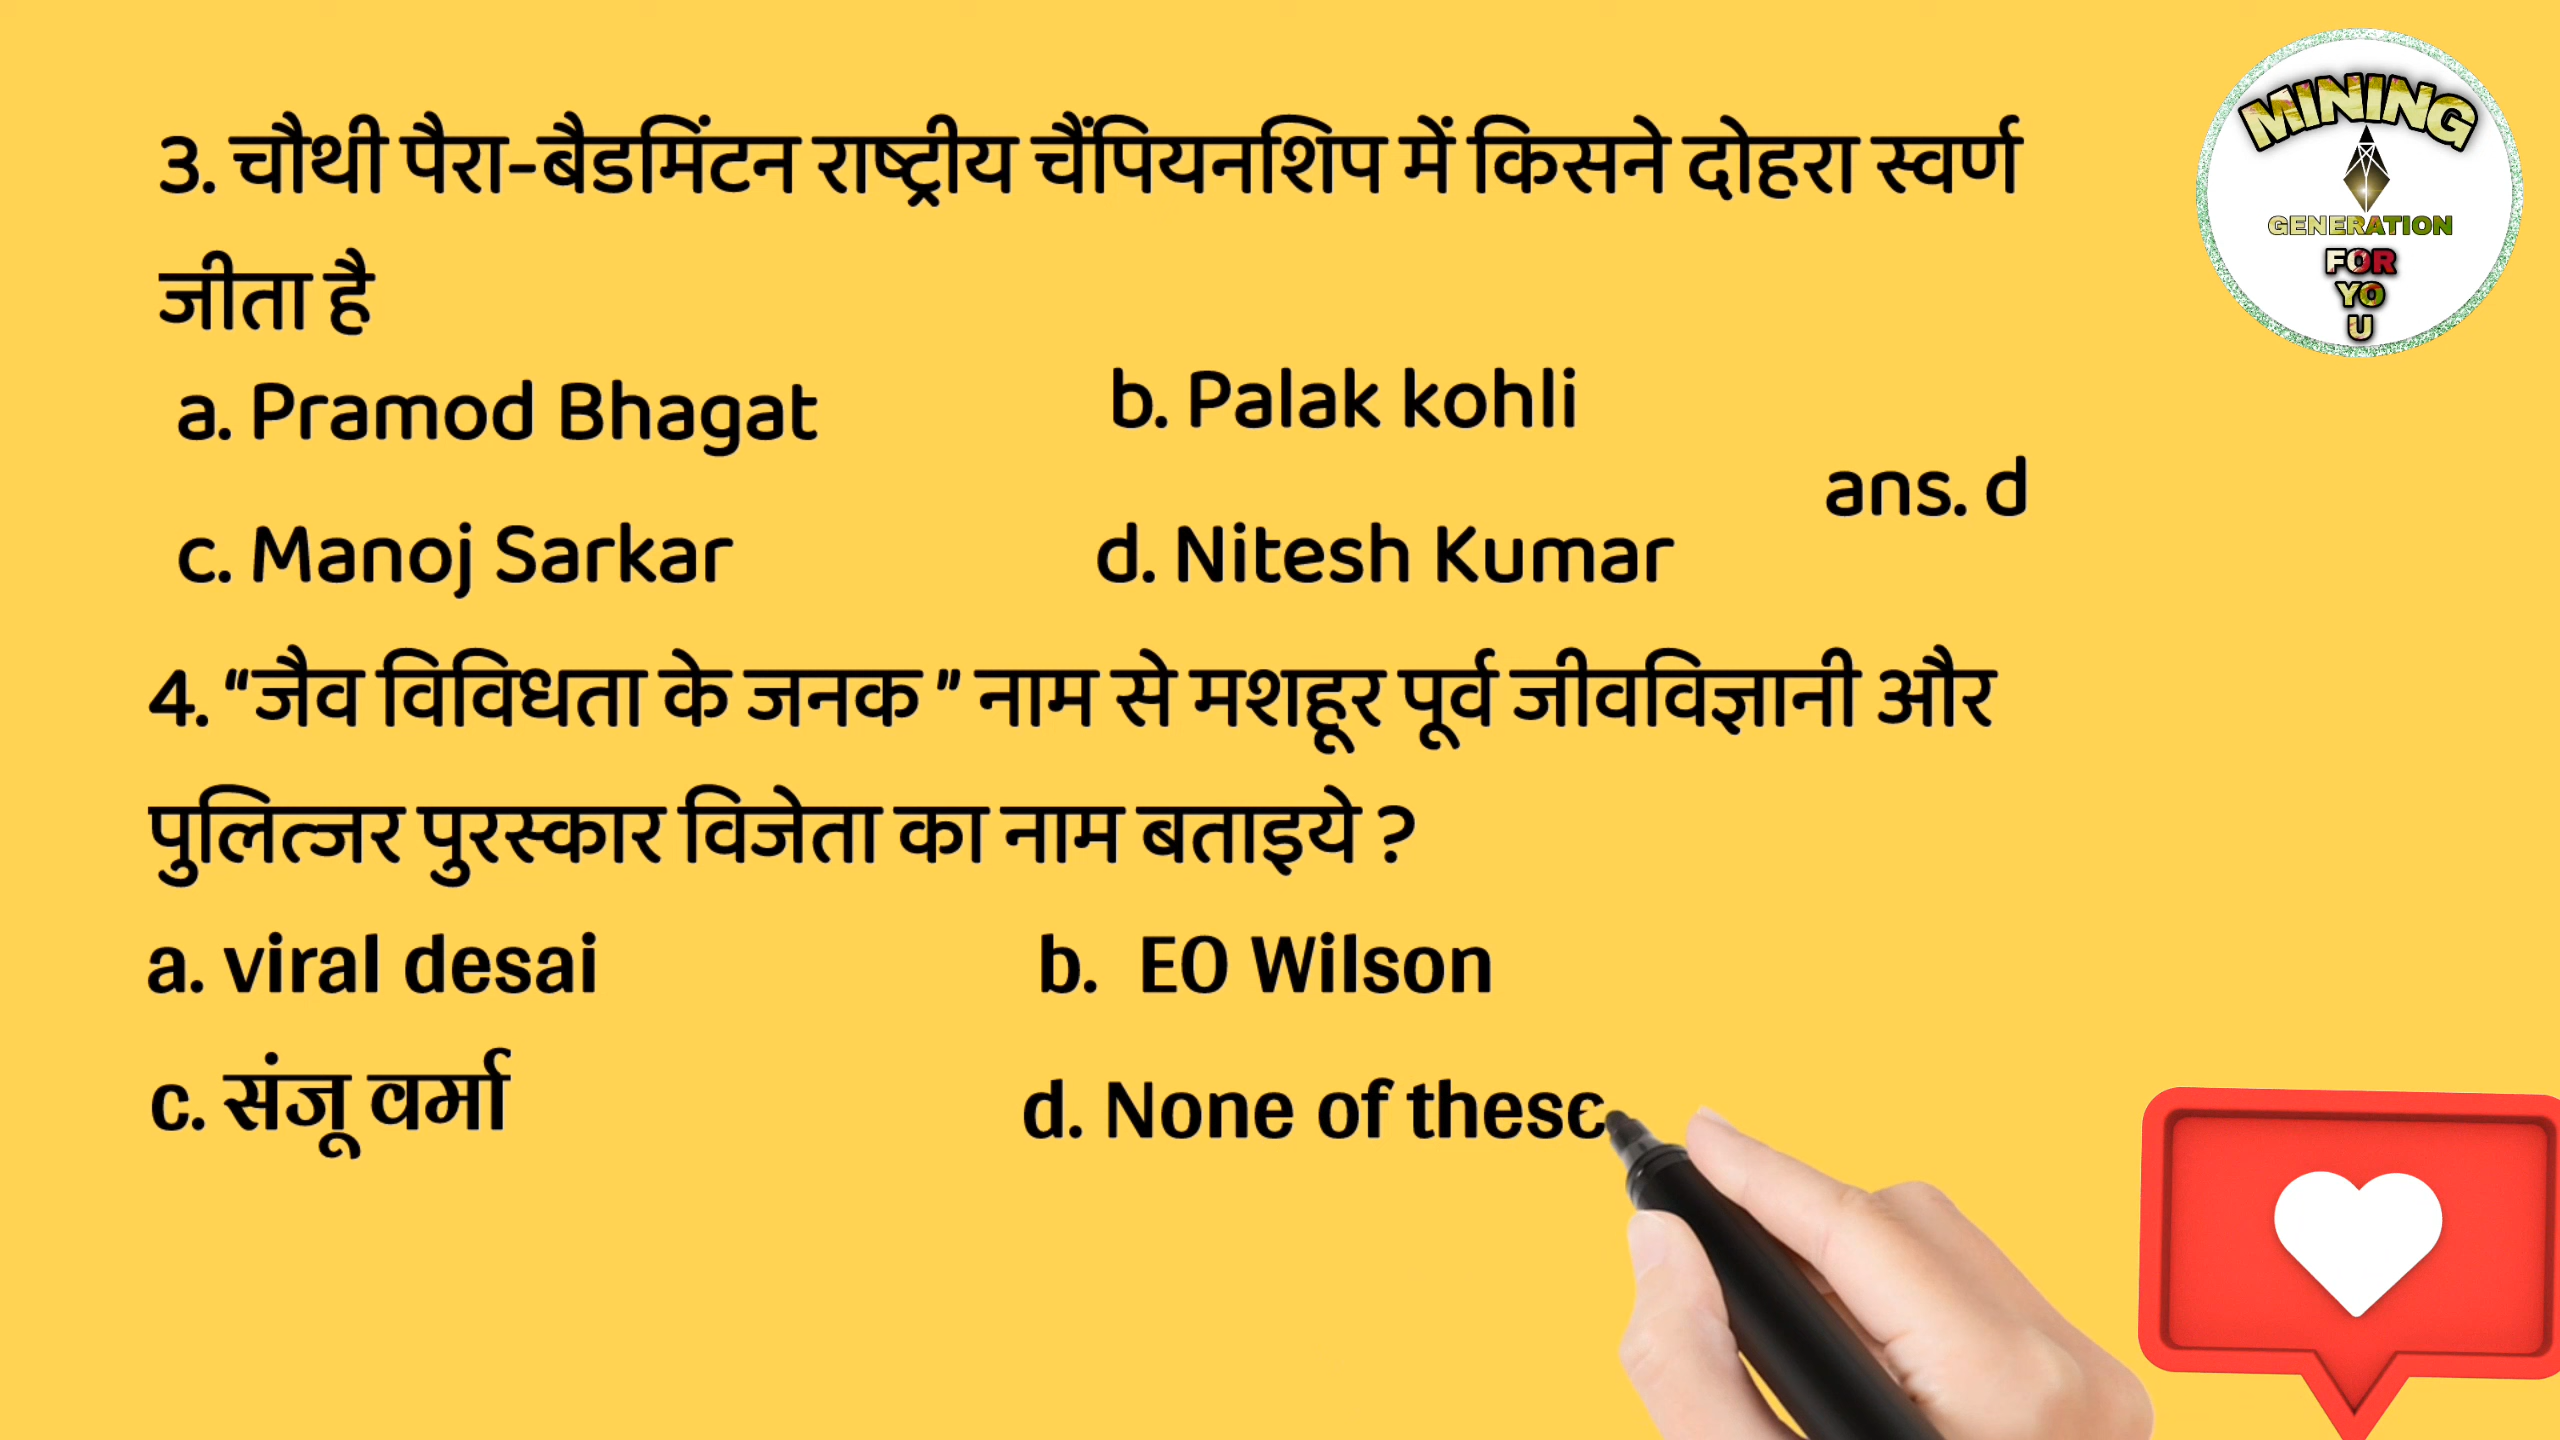 3. चौथी पैरा-बैडमिंटन राष्ट्रीय चैंपियनशिप में किसने दोहरा स्वर्ण
जीता है
a. Pramod Bhagat
b. Palak kohli
ans. d
c. Manoj Sarkar
d. Nitesh Kumar
4. “जैव विविधता के जनक ” नाम से मशहूर पूर्व जीवविज्ञानी और
पुलित्जर पुरस्कार विजेता का नाम बताइये ?
a. viral desai
b. EO Wilson
c. संजू वर्मा
d. None of these
MINING
GENERATION
FOR
YO
U